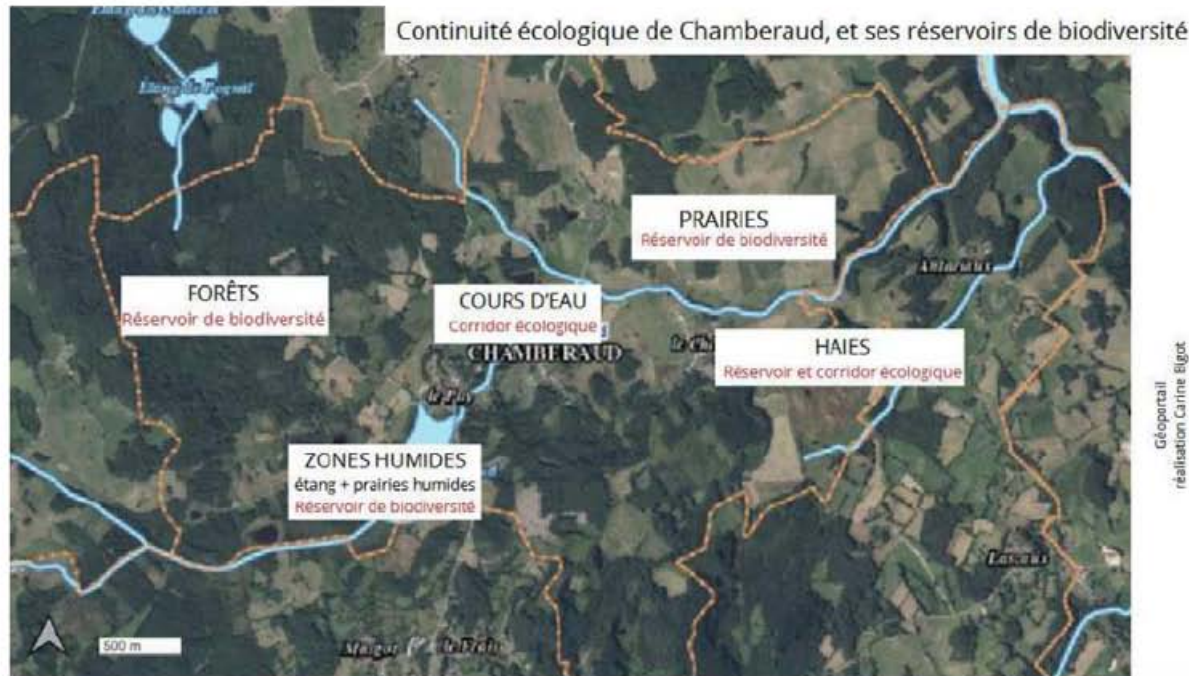 Continuité écologique de Chamberaud, et ses réservoirs de biodiversité
PRAIRIES
Réservoir de biodiversité
FORÊTS
Réservoir de biodiversité
COURS D'EAU
Corridor écologique
CHAMBERAUD
HAIES
Réservoir et corridor écologique
ZONES HUMIDES
étang + prairies humides
Réservoir de biodiversité
500 m
Géoportail
réalisation Carine Bigot